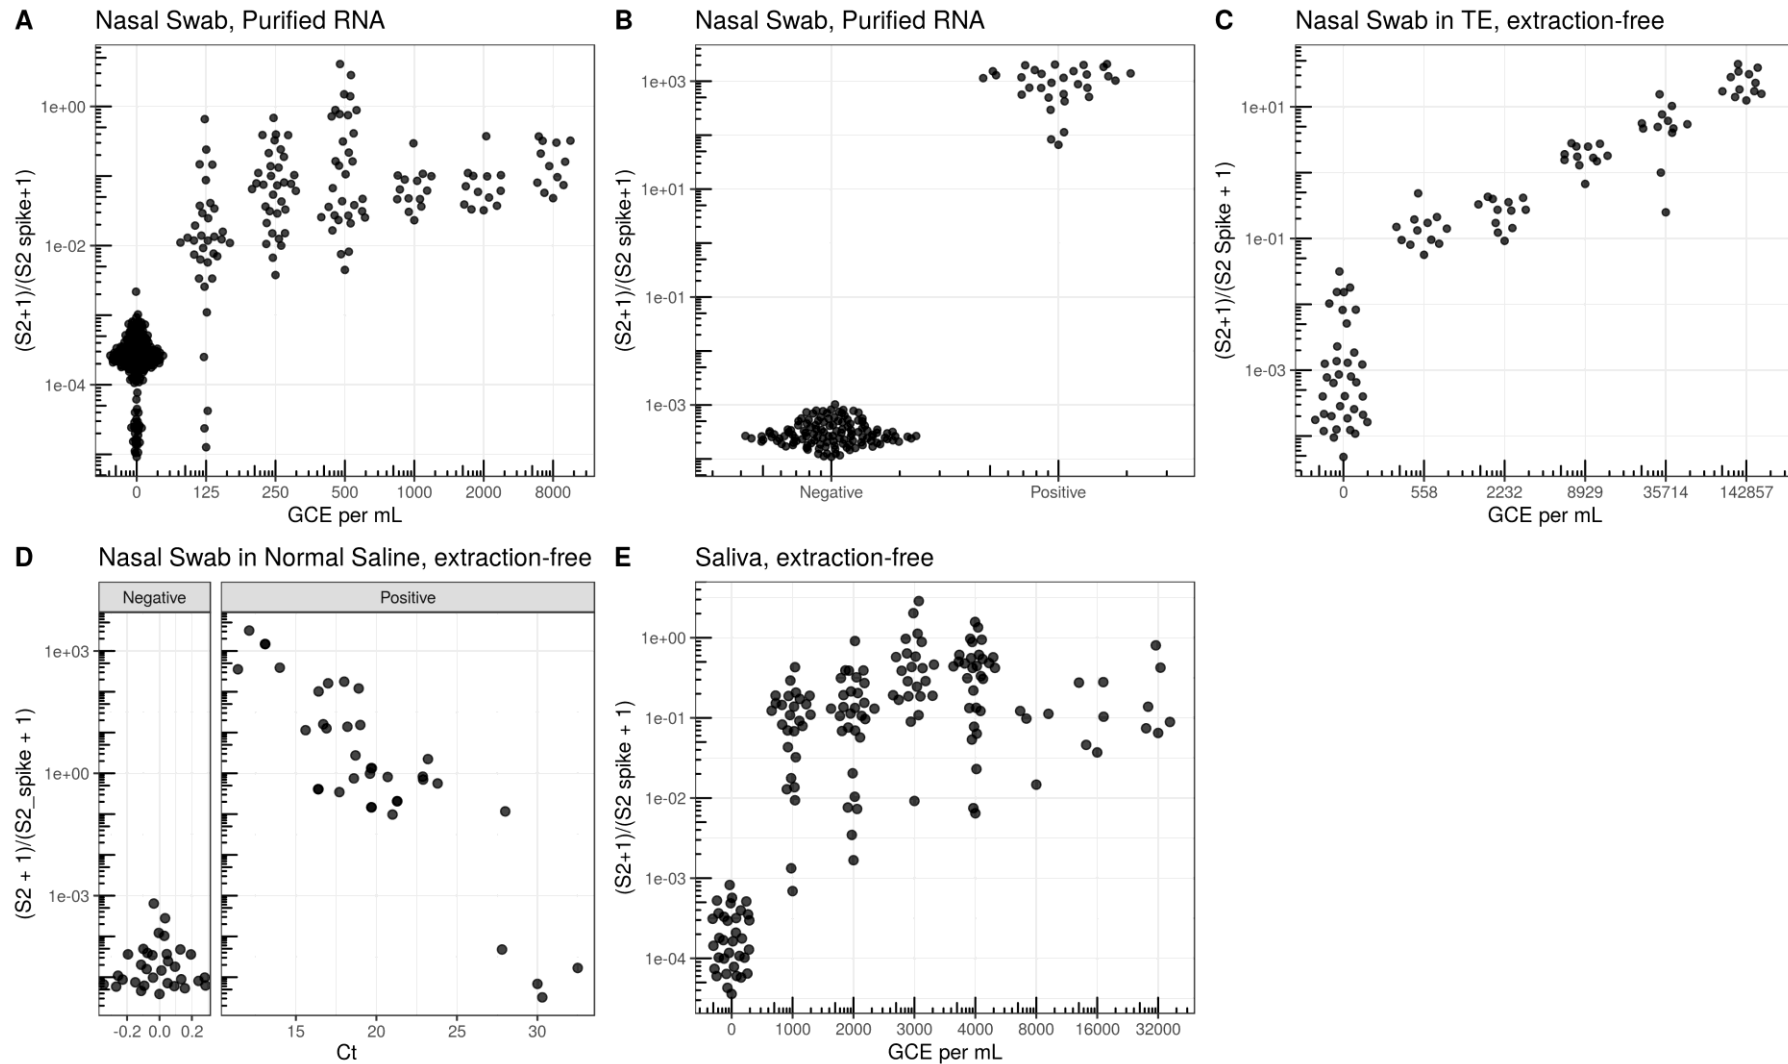 A Nasal Swab, Purified RNA
(S2+1)/(S2 spike+1)
1e+00
1e-02
1e-04
0 125 250 500 1000 2000 8000
GCE per mL
B Nasal Swab, Purified RNA
(S2+1)/(S2 spike+1)
1e+03
1e+01
1e-01
1e-03
Negative Positive
C Nasal Swab in TE, extraction-free
(S2+1)/(S2 Spike + 1)
1e+01
1e-01
1e-03
0 558 2232 8929 35714 142857
GCE per mL
D Nasal Swab in Normal Saline, extraction-free
Negative Positive
(S2 + 1)/(S2_spike + 1)
1e+03
1e+00
1e-03
-0.2 0.0 0.2 15 20 25 30
Ct
E Saliva, extraction-free
(S2+1)/(S2 spike + 1)
1e+00
1e-01
1e-02
1e-03
1e-04
0 1000 2000 3000 4000 8000 16000 32000
GCE per mL